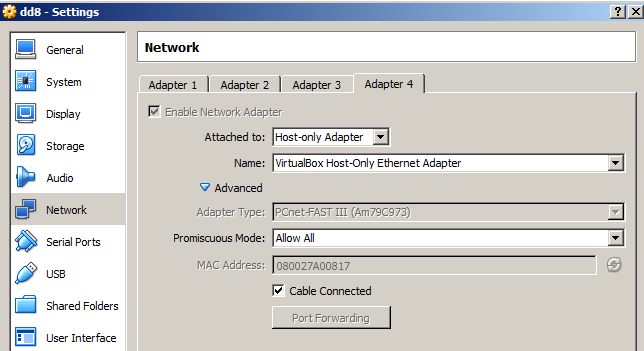 dd8 - Settings
General
System
Display
Storage
Audio
Network
Serial Ports
USB
Shared Folders
User Interface
Network
Adapter 1 Adapter 2 Adapter 3 Adapter 4
Enable Network Adapter
Attached to: Host-only Adapter
Name: VirtualBox Host-Only Ethernet Adapter
Advanced
Adapter Type: PCnet-FAST III (Am79C973)
Promiscuous Mode: Allow All
MAC Address: 080027A00817
Cable Connected
Port Forwarding